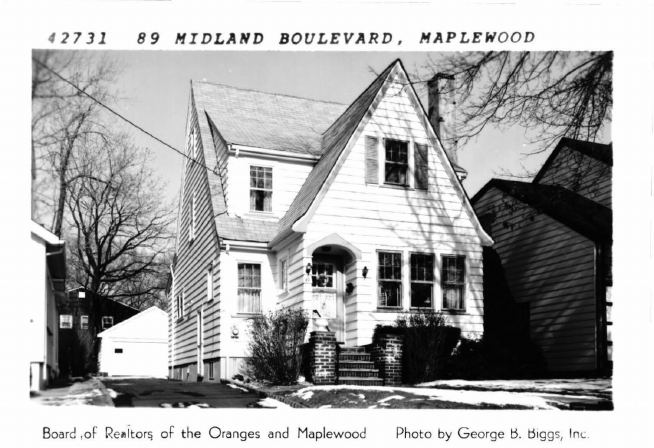 42731 89 MIDLAND BOULEVARD, MAPLEWOOD
Board of Realtors of the Oranges and Maplewood Photo by George B. Biggs, Inc.